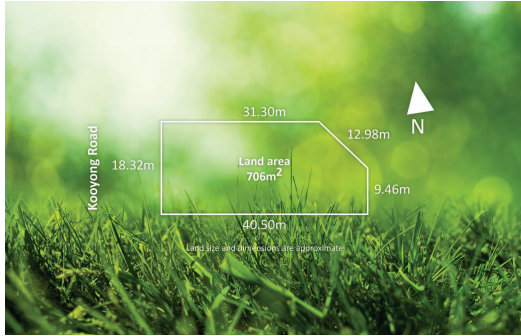 31.30m
12.98m
N
Kooyong Road
18.32m
Land area
706m²
9.46m
40.50m
Land size and dimensions are approximate